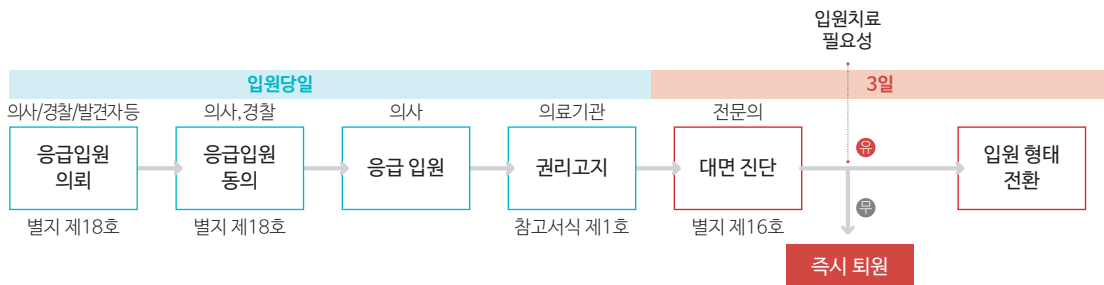 입원치료
필요성
입원당일
3일
의사/경찰/발견자등
의사,경찰
의사
의료기관
전문의
응급입원
의뢰
응급입원
동의
응급 입원
권리고지
대면 진단
유
무
입원 형태
전환
별지 제18호
별지 제18호
참고서식 제1호
별지 제16호
즉시 퇴원